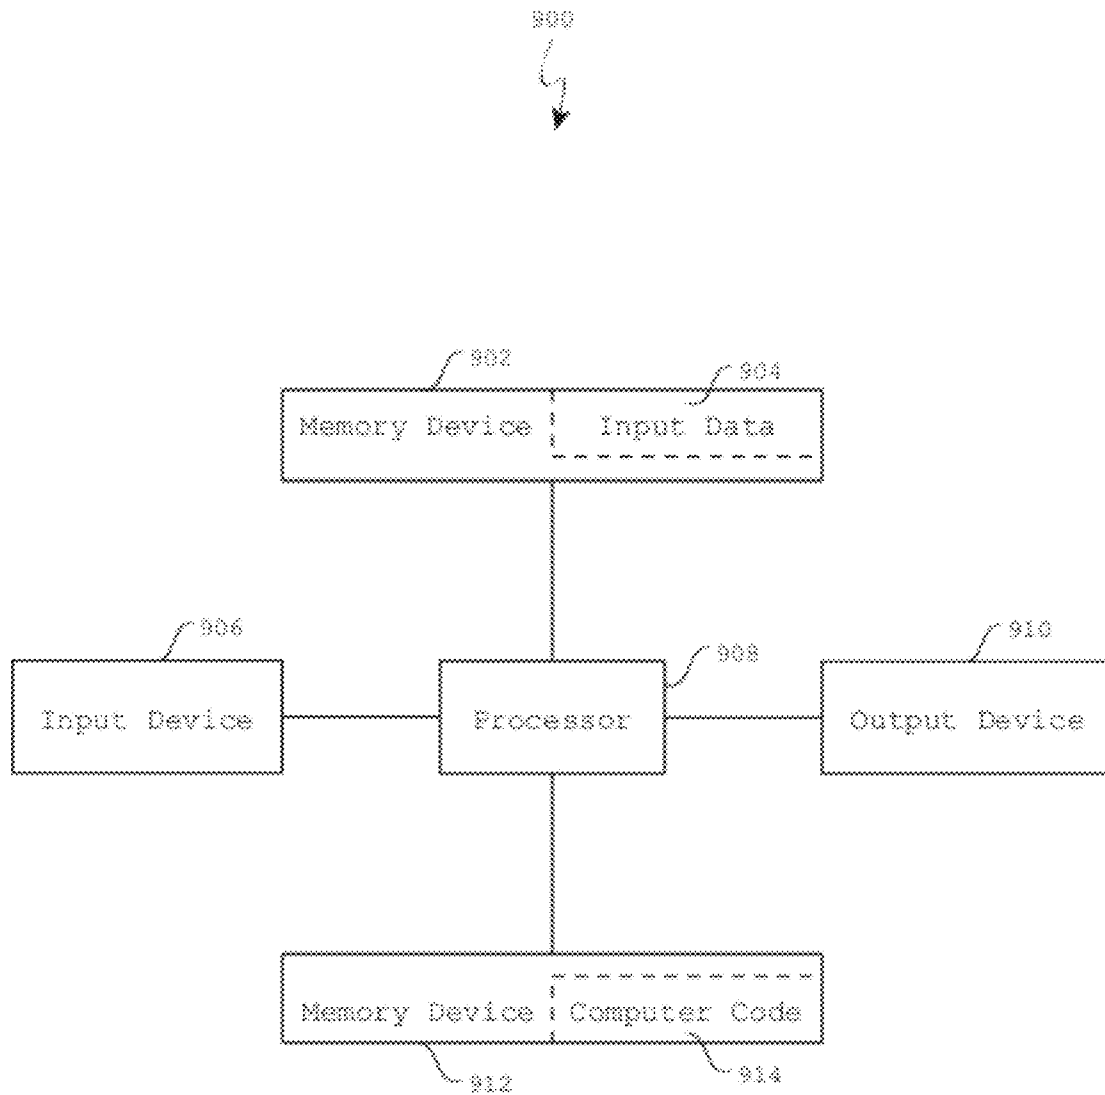 900
902
904
Memory Device
Input Data
906
908
910
Input Device
Processor
Output Device
Memory Device
Computer Code
912
914